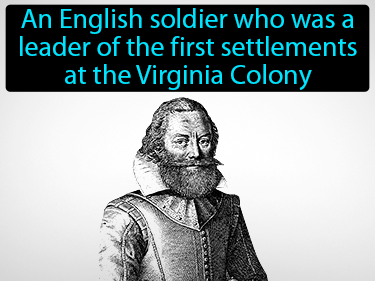 An English soldier who was a
leader of the first settlements
at the Virginia Colony